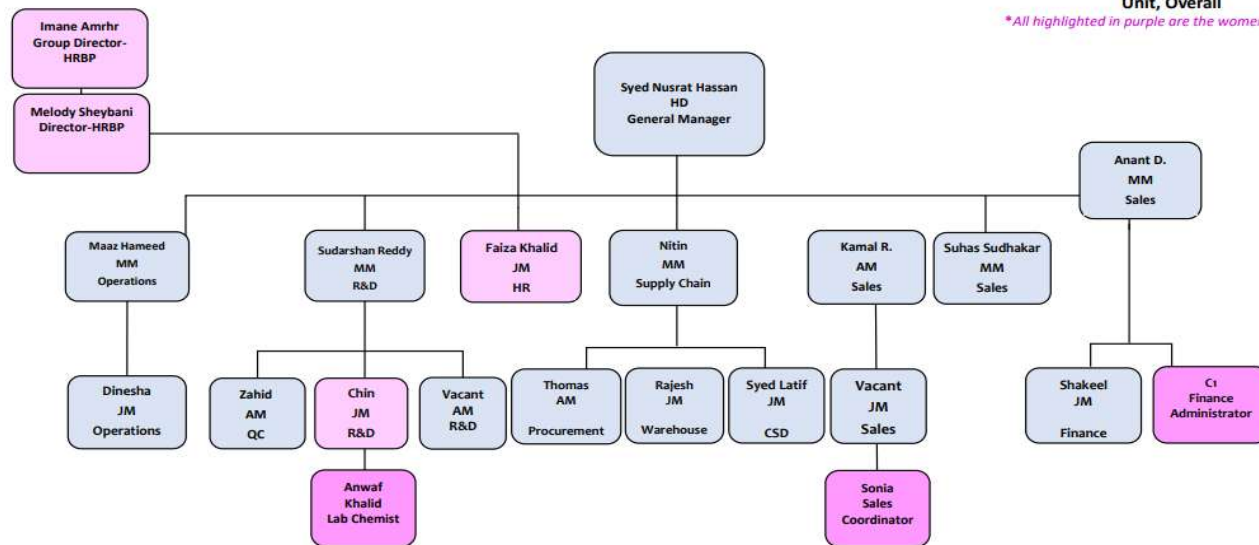 Unit, Overall
*All highlighted in purple are the wome
Imane Amrhr
Group Director-
HRBP
Melody Sheybani
Director-HRBP
Syed Nusrat Hassan
HD
General Manager
Anant D.
MM
Sales
Maaz Hameed
MM
Operations
Sudarshan Reddy
MM
R&D
Faiza Khalid
JM
HR
Nitin
MM
Supply Chain
Kamal R.
AM
Sales
Suhas Sudhakar
MM
Sales
Dinesha
JM
Operations
Zahid
AM
QC
Chin
JM
R&D
Vacant
AM
R&D
Thomas
AM
Procurement
Rajesh
JM
Warehouse
Syed Latif
JM
CSD
Vacant
JM
Sales
Shakeel
JM
Finance
C1
Finance
Administrator
Anwaf
Khalid
Lab Chemist
Sonia
Sales
Coordinator